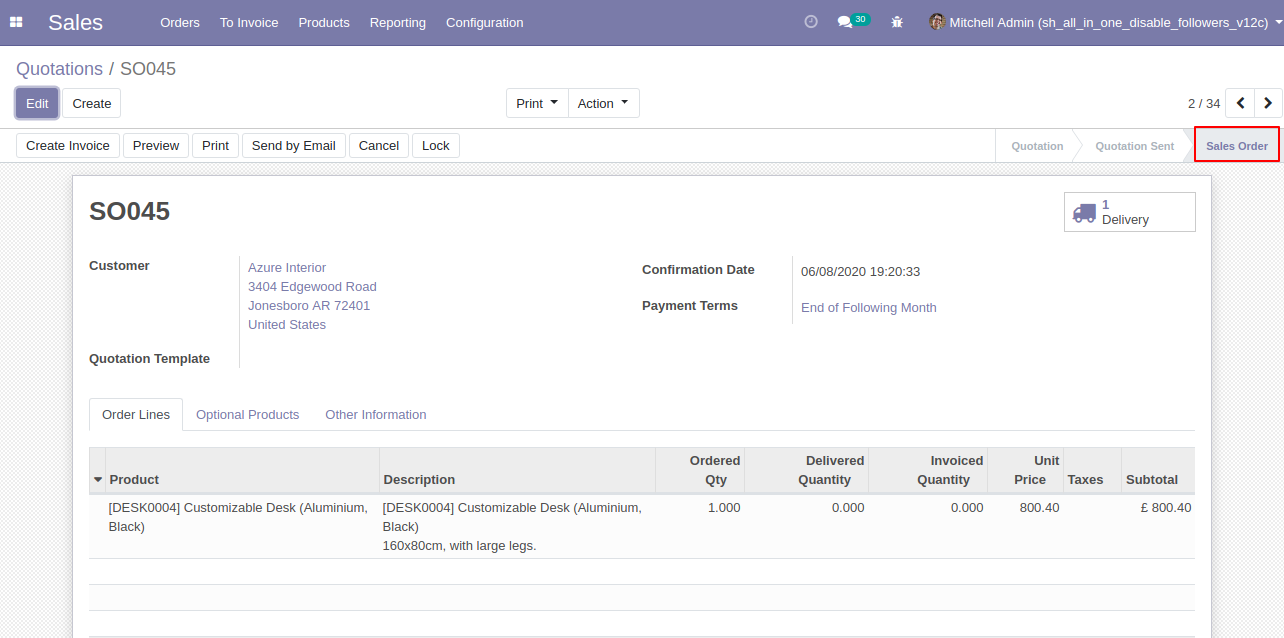 Sales Orders To Invoice Products Reporting Configuration 30 Mitchell Admin (sh_all_in_one_disable_followers_v12c)
Quotations / SO045
Edit Create Print Action 2 / 34
Create Invoice Preview Print Send by Email Cancel Lock Quotation Quotation Sent Sales Order
SO045
1
Delivery
Customer
Azure Interior
3404 Edgewood Road
Jonesboro AR 72401
United States
Quotation Template
Confirmation Date 06/08/2020 19:20:33
Payment Terms End of Following Month
Order Lines Optional Products Other Information
Product Description Ordered Qty Delivered Quantity Invoiced Quantity Unit Price Taxes Subtotal
[DESK0004] Customizable Desk (Aluminium, [DESK0004] Customizable Desk (Aluminium, 1.000 0.000 0.000 800.40 £ 800.40
Black) Black)
160x80cm, with large legs.